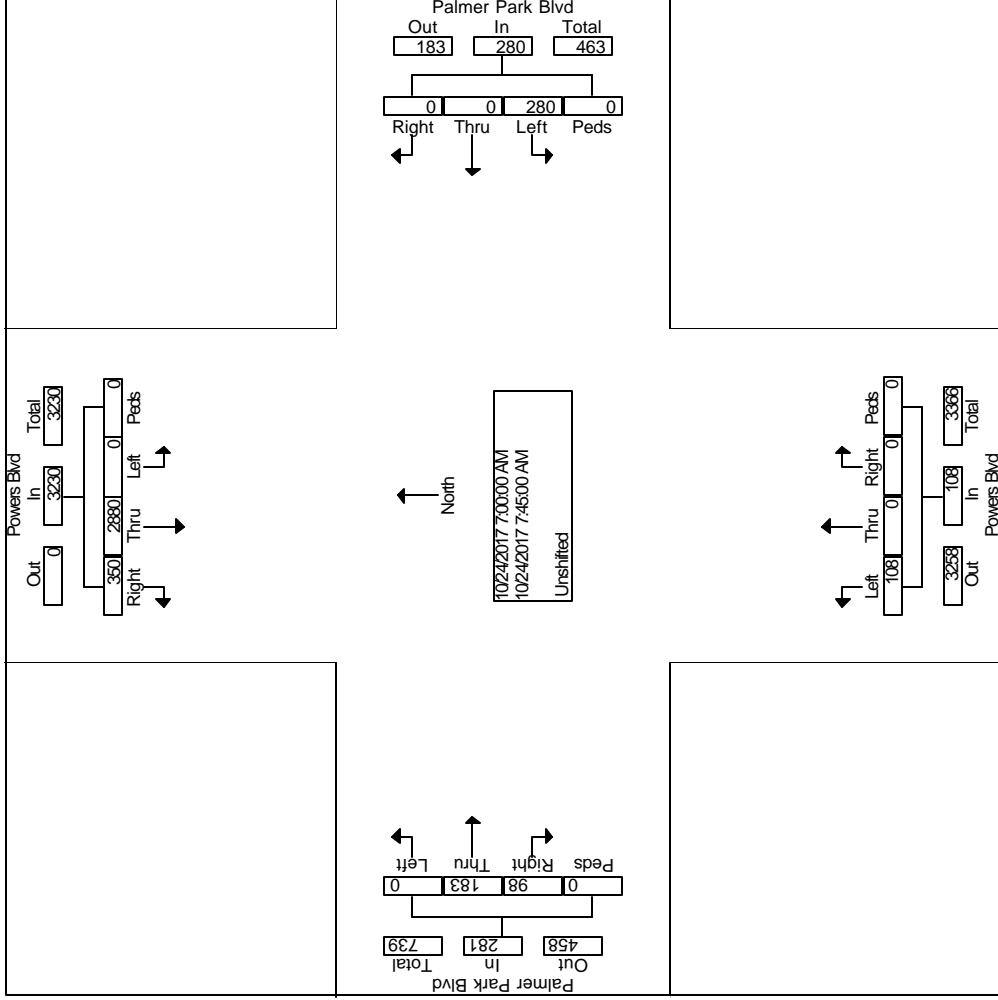 Palmer Park Blvd
Out In Total
183 280 463
0 0 280 0
Right Thru Left Peds
Powers Blvd
Out In Total
0 3230 3230
350 2880 0 0
Right Thru Left Peds
North
10/24/2017 7:00:00 AM
10/24/2017 7:45:00 AM
Unshifted
Left Thru Right Peds
108 0 0 0
3258 108 3366
Out In Total
Powers Blvd
Left Thru Right Peds
0 183 98 0
739 281 458
Total In Out
Palmer Park Blvd